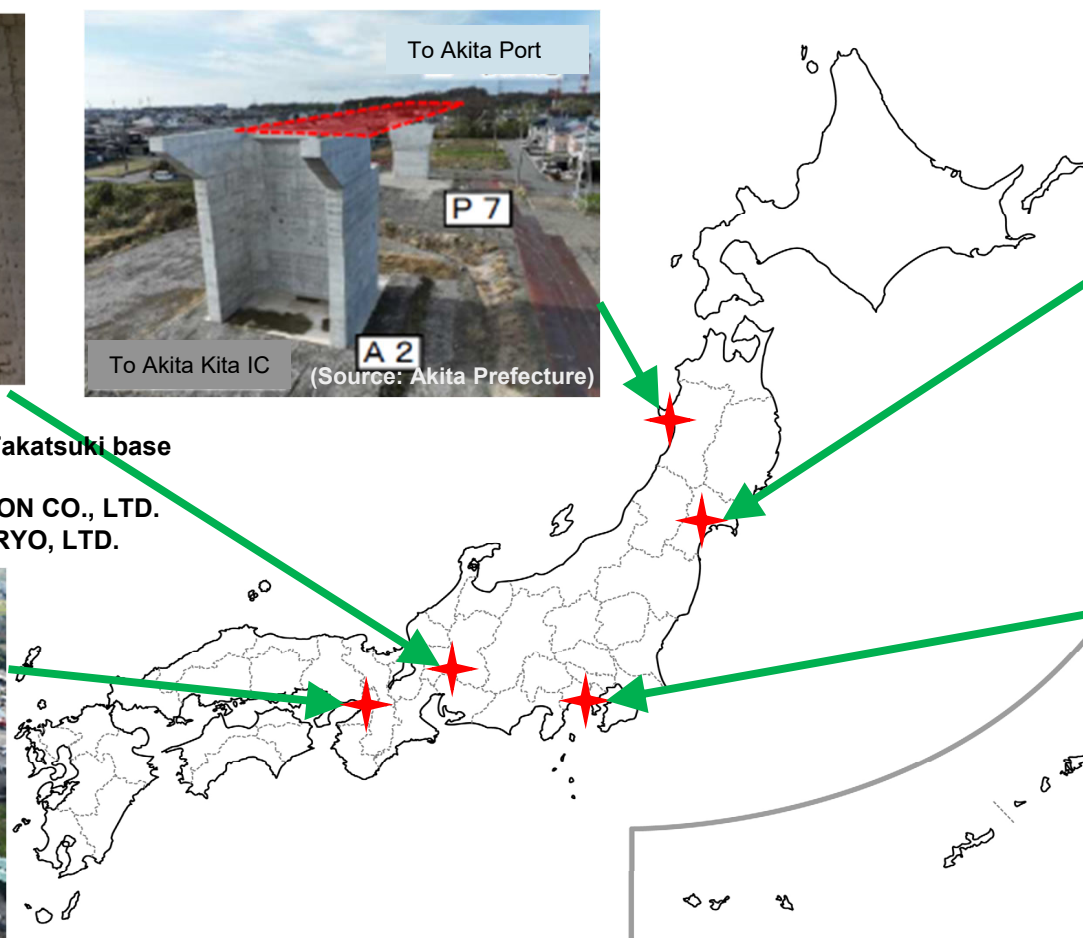 To Akita Port
P 7
A 2
To Akita Kita IC
(Source: Akita Prefecture)
akatsuki base
ON CO., LTD.
RYO, LTD.